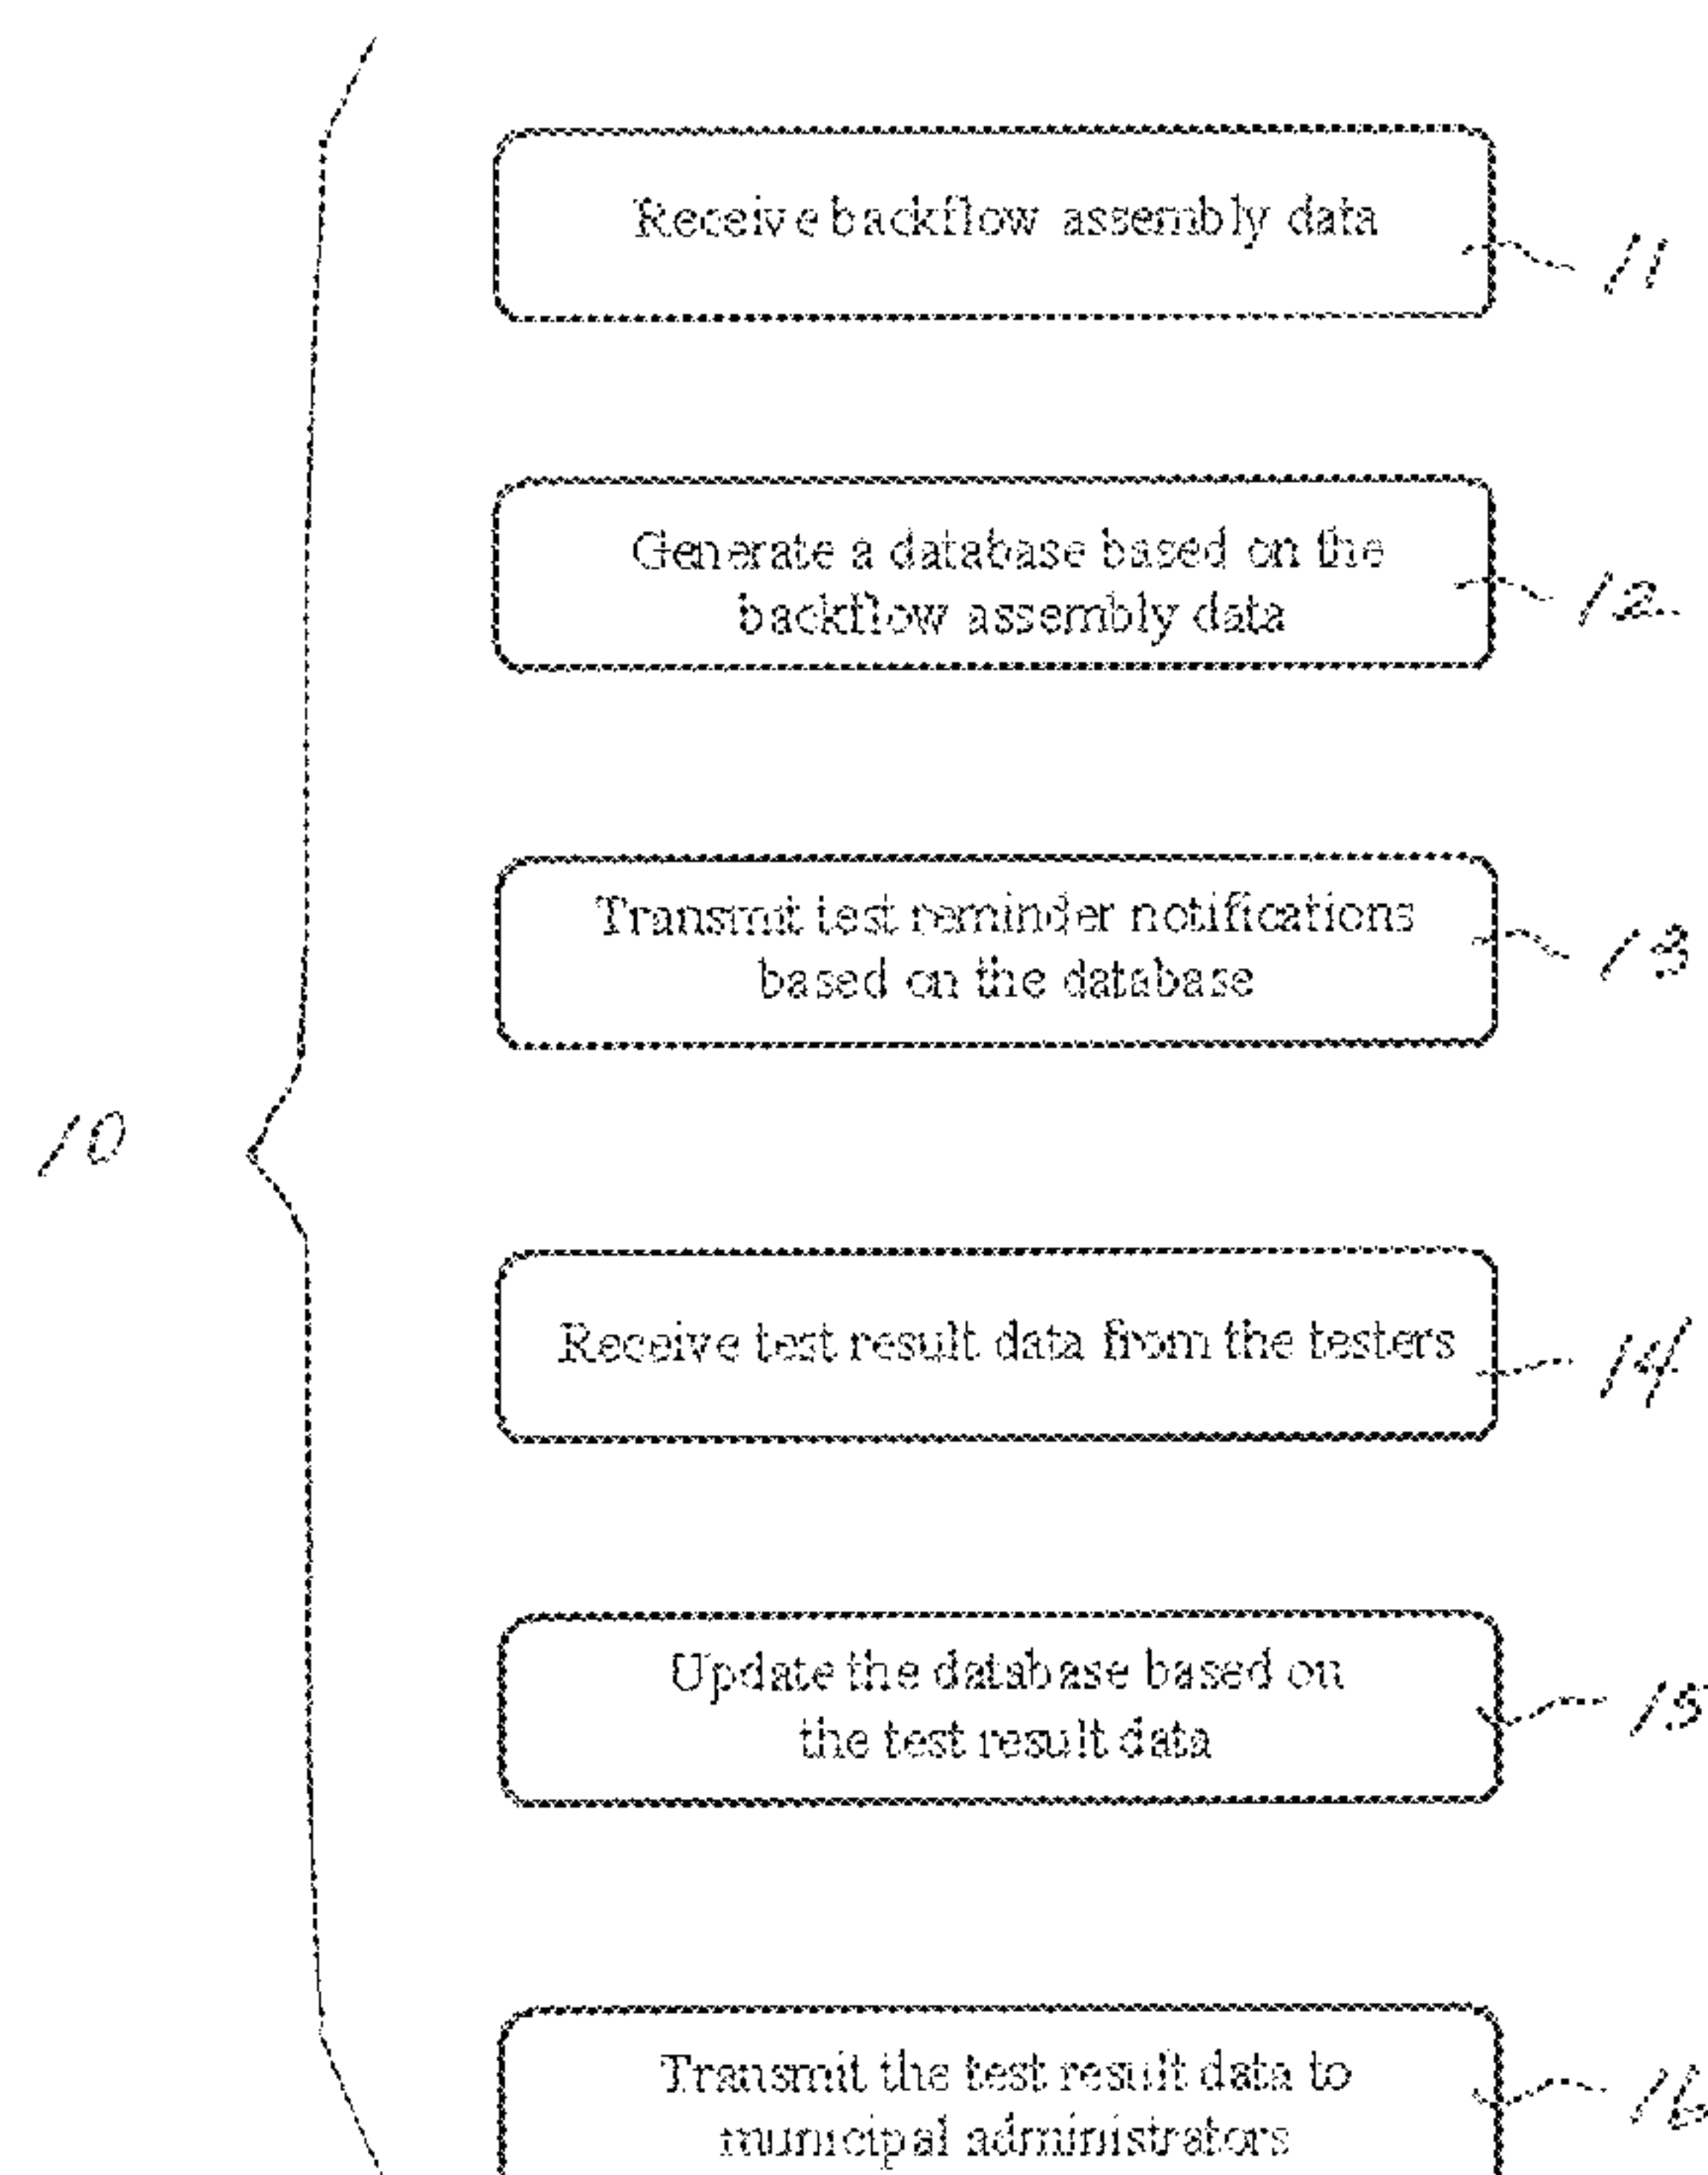 Receive backflow assembly data
11
Generate a database based on the
backflow assembly data
12
Transmit test reminder notifications
based on the database
13
10
Receive test result data from the testers
14
Update the database based on
the test result data
15
Transmit the test result data to
municipal administrators
16